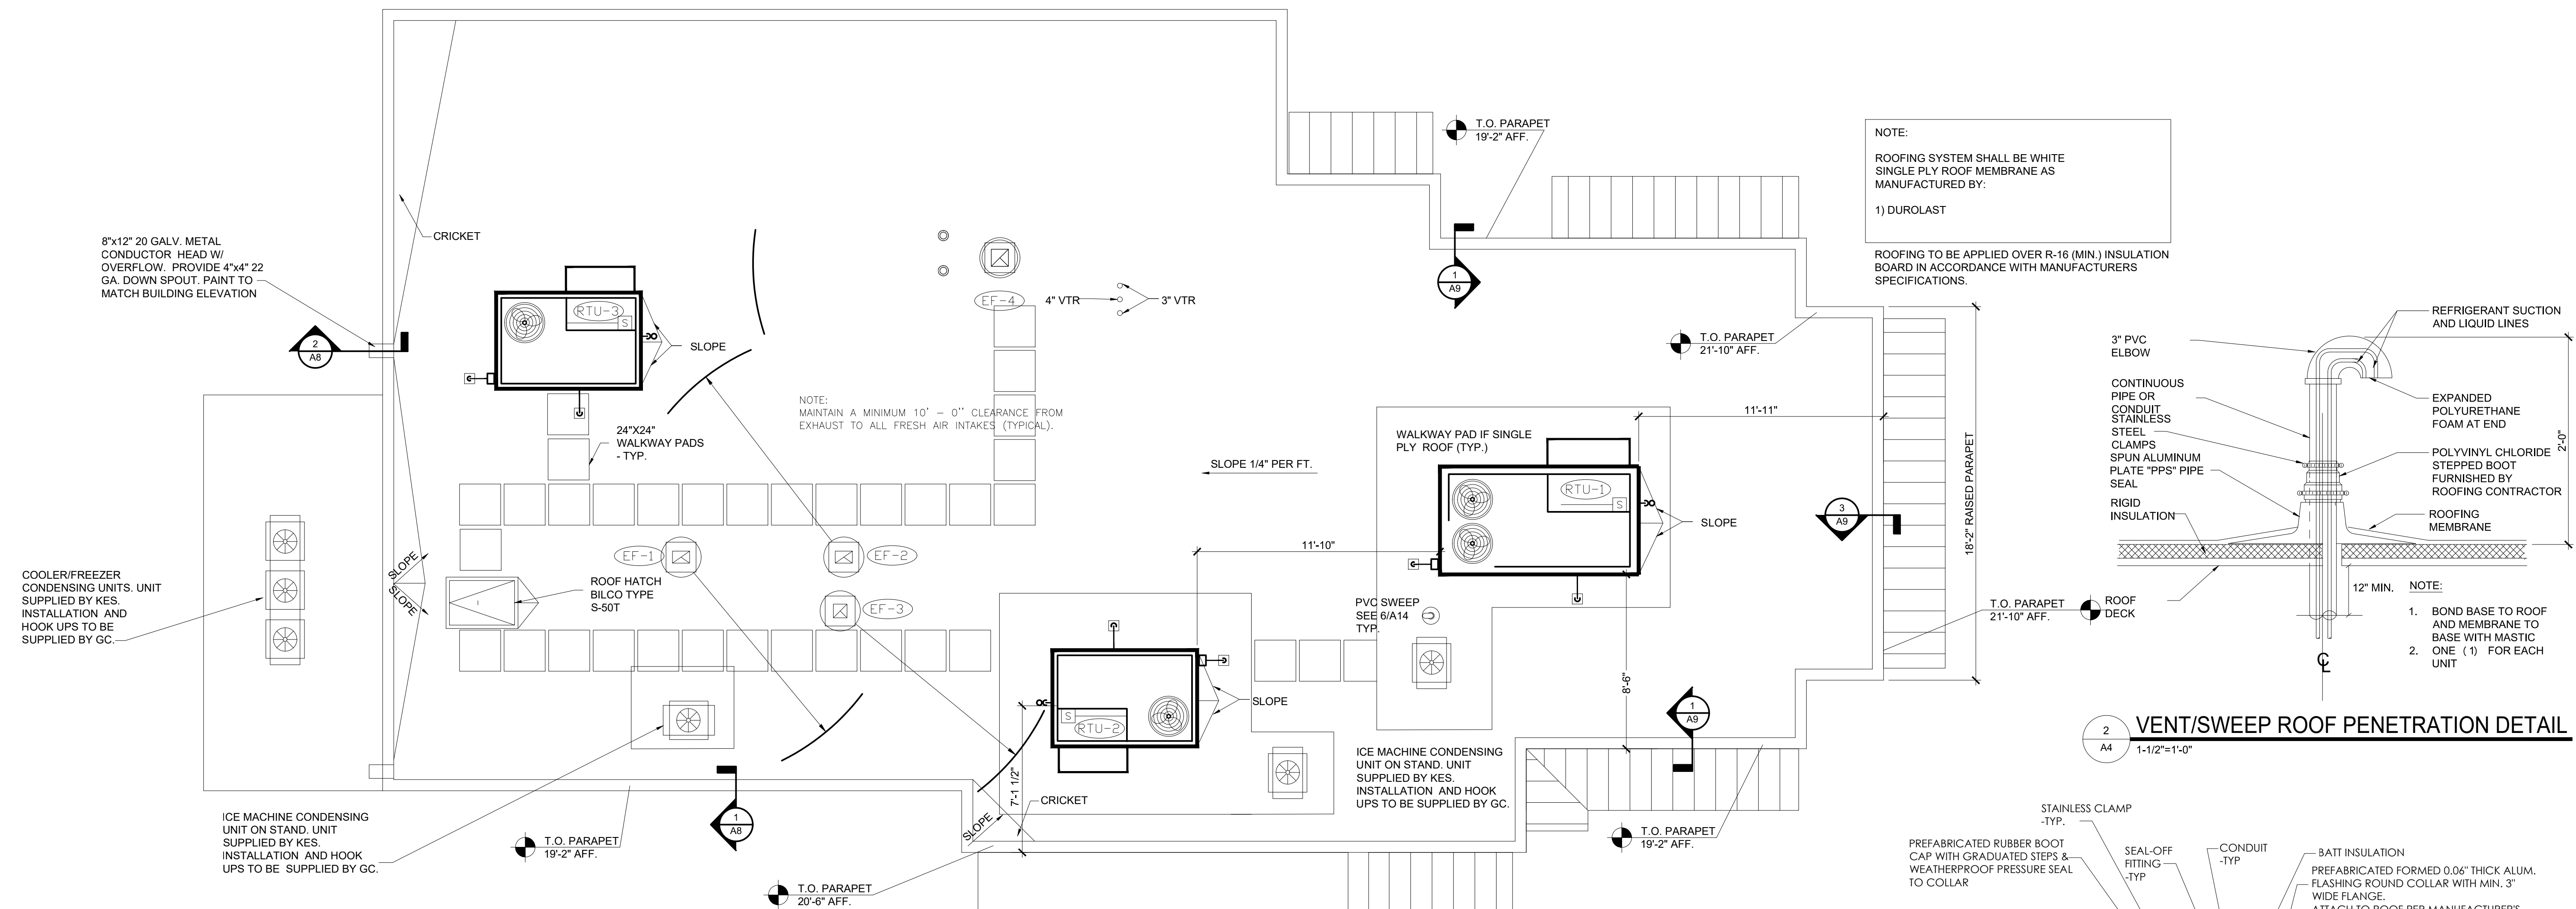 T.O. PARAPET
19'-2" AFF.
NOTE:
ROOFING SYSTEM SHALL BE WHITE
SINGLE PLY ROOF MEMBRANE AS
MANUFACTURED BY:
1) DUROLAST
ROOFING TO BE APPLIED OVER R-16 (MIN.) INSULATION
BOARD IN ACCORDANCE WITH MANUFACTURERS
SPECIFICATIONS.
8"x12" 20 GALV. METAL
CONDUCTOR HEAD W/
OVERFLOW. PROVIDE 4"x4" 22
GA. DOWN SPOUT. PAINT TO
MATCH BUILDING ELEVATION
CRICKET
2
A8
RTU-3
S
SLOPE
EF-4
4" VTR
3" VTR
1
A9
T.O. PARAPET
21'-10" AFF.
NOTE:
MAINTAIN A MINIMUM 10' - 0'' CLEARANCE FROM
EXHAUST TO ALL FRESH AIR INTAKES (TYPICAL).
24"X24"
WALKWAY PADS
- TYP.
SLOPE 1/4" PER FT.
WALKWAY PAD IF SINGLE
PLY ROOF (TYP.)
11'-11"
RTU-1
S
SLOPE
3
A9
18'-2" RAISED PARAPET
11'-10"
EF-1
EF-2
EF-3
SLOPE
SLOPE
ROOF HATCH
BILCO TYPE
S-50T
COOLER/FREEZER
CONDENSING UNITS. UNIT
SUPPLIED BY KES.
INSTALLATION AND
HOOK UPS TO BE
SUPPLIED BY GC.
PVC SWEEP
SEE 6/A14
TYP.
8'-6"
T.O. PARAPET
21'-10" AFF.
S
RTU-2
SLOPE
7'-1 1/2"
CRICKET
SLOPE
1
A9
ICE MACHINE CONDENSING
UNIT ON STAND. UNIT
SUPPLIED BY KES.
INSTALLATION AND HOOK
UPS TO BE SUPPLIED BY GC.
ICE MACHINE CONDENSING
UNIT ON STAND. UNIT
SUPPLIED BY KES.
INSTALLATION AND HOOK
UPS TO BE SUPPLIED BY GC.
T.O. PARAPET
19'-2" AFF.
1
A8
T.O. PARAPET
20'-6" AFF.
T.O. PARAPET
19'-2" AFF.
3" PVC
ELBOW
CONTINUOUS
PIPE OR
CONDUIT
STAINLESS
STEEL
CLAMPS
SPUN ALUMINUM
PLATE "PPS" PIPE
SEAL
RIGID
INSULATION
ROOF
DECK
REFRIGERANT SUCTION
AND LIQUID LINES
EXPANDED
POLYURETHANE
FOAM AT END
2'-0"
POLYVINYL CHLORIDE
STEPPED BOOT
FURNISHED BY
ROOFING CONTRACTOR
ROOFING
MEMBRANE
12" MIN.
NOTE:
1. BOND BASE TO ROOF
AND MEMBRANE TO
BASE WITH MASTIC
2. ONE (1) FOR EACH
UNIT
CL
2
A4
VENT/SWEEP ROOF PENETRATION DETAIL
1-1/2"=1'-0"
STAINLESS CLAMP
-TYP.
PREFABRICATED RUBBER BOOT
CAP WITH GRADUATED STEPS &
WEATHERPROOF PRESSURE SEAL
TO COLLAR
SEAL-OFF
FITTING
-TYP
CONDUIT
-TYP
BATT INSULATION
PREFABRICATED FORMED 0.06" THICK ALUM.
FLASHING ROUND COLLAR WITH MIN. 3"
WIDE FLANGE.
ATTACH TO ROOF PER MANUFACTURER'S